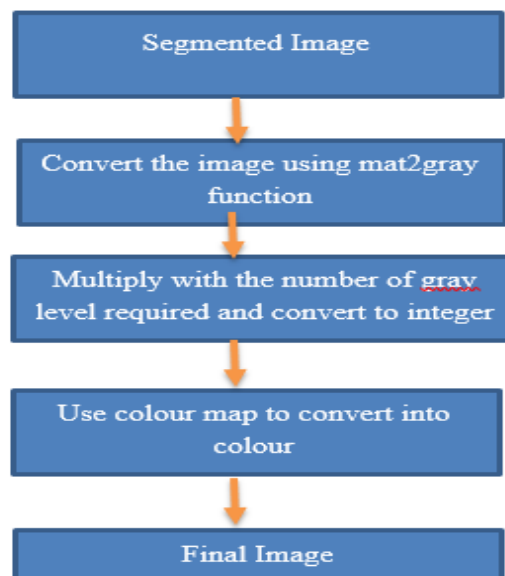 Segmented Image
Convert the image using mat2gray
function
Multiply with the number of gray
level required and convert to integer
Use colour map to convert into
colour
Final Image